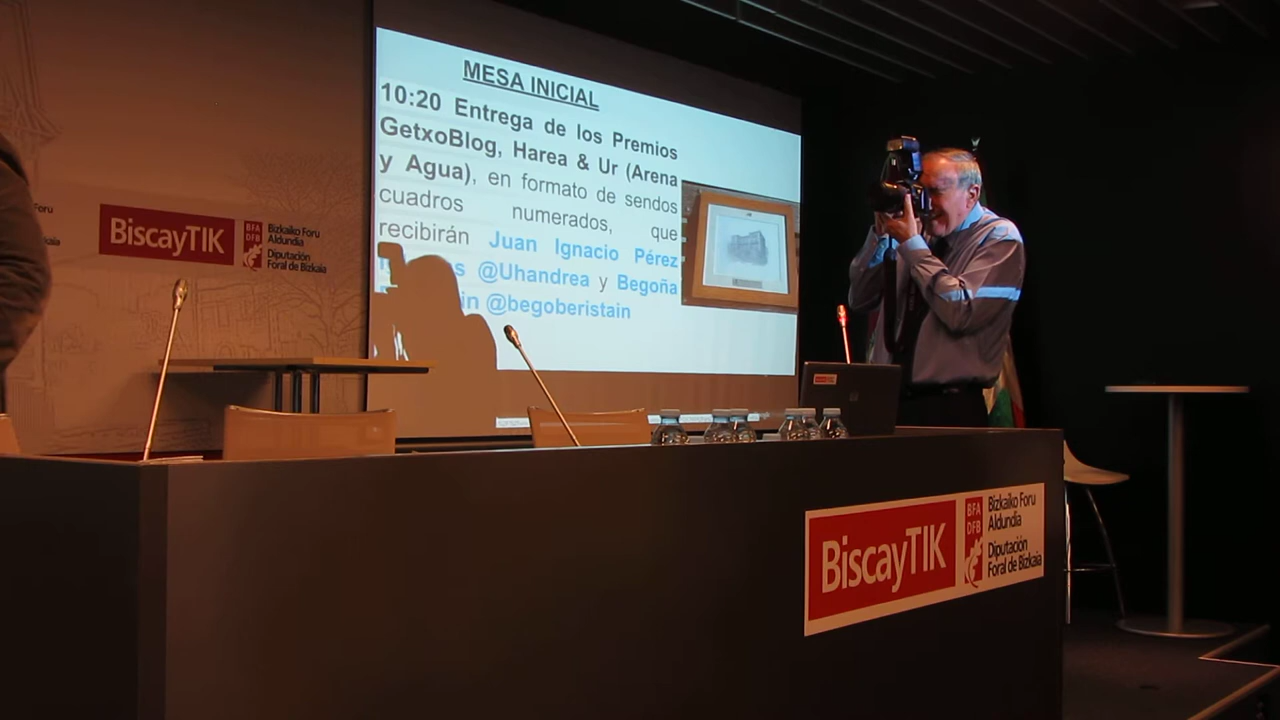 MESA INICIAL
10:20 Entrega de los Premios
GetxoBlog, Harea & Ur (Arena
y Agua), en formato de sendos
cuadros numerados, que
recibirán Juan Ignacio Pérez
@Uhandrea y Begoña
@begoberistain
BiscayTIK
BFA
DFB
Bizkaiko Foru
Aldundia
Diputación
Foral de Bizkaia
BiscayTIK
BFA
DFB
Bizkaiko Foru
Aldundia
Diputación
Foral de Bizkaia